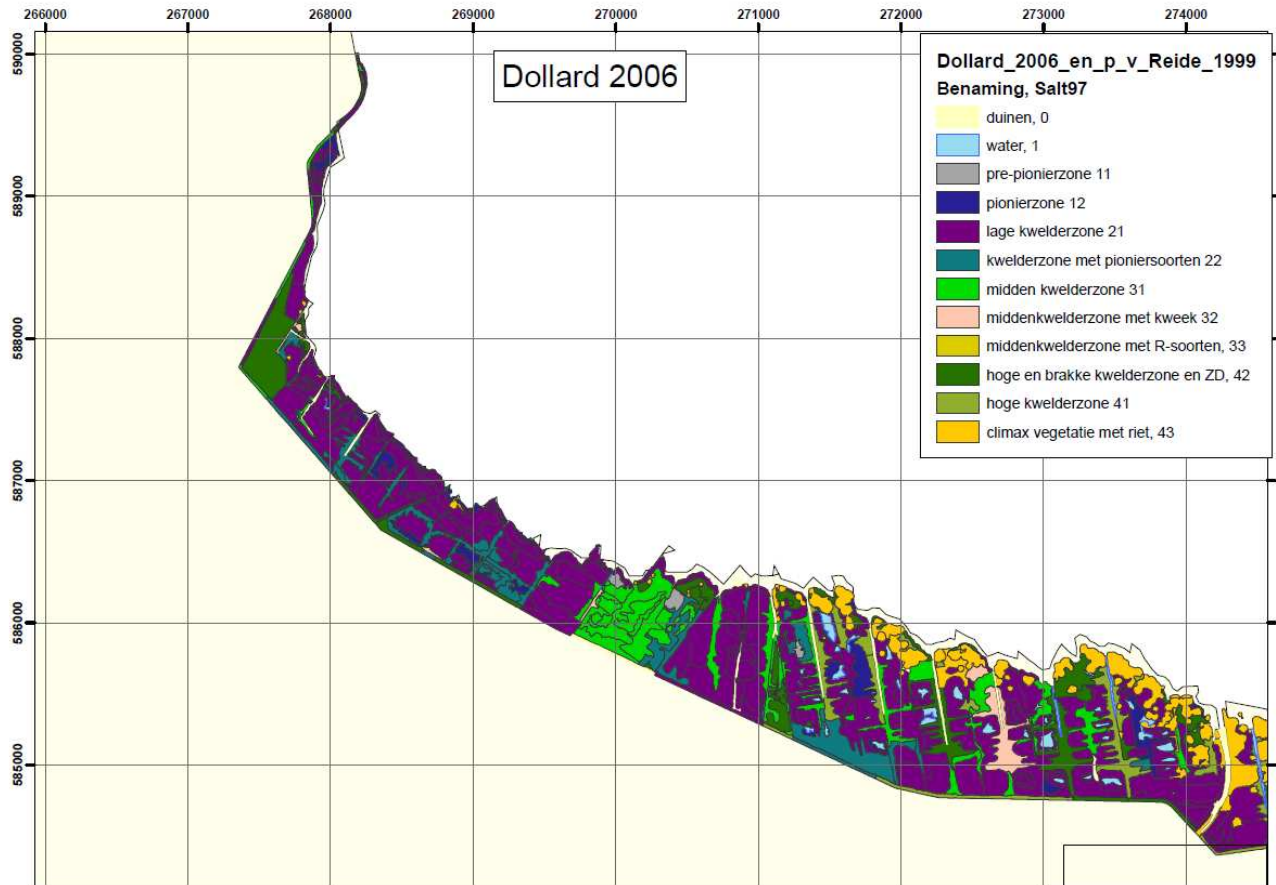 266000 267000 268000 269000 270000 271000 272000 273000 274000
Dollard 2006
Dollard_2006_en_p_v_Reide_1999
Benaming, Salt97
duinen, 0
water, 1
pre-pionierzone 11
pionierzone 12
lage kwelderzone 21
kwelderzone met pioniersoorten 22
midden kwelderzone 31
middenkwelderzone met kweek 32
middenkwelderzone met R-soorten, 33
hoge en brakke kwelderzone en ZD, 42
hoge kwelderzone 41
climax vegetatie met riet, 43
590000
589000
588000
587000
586000
585000